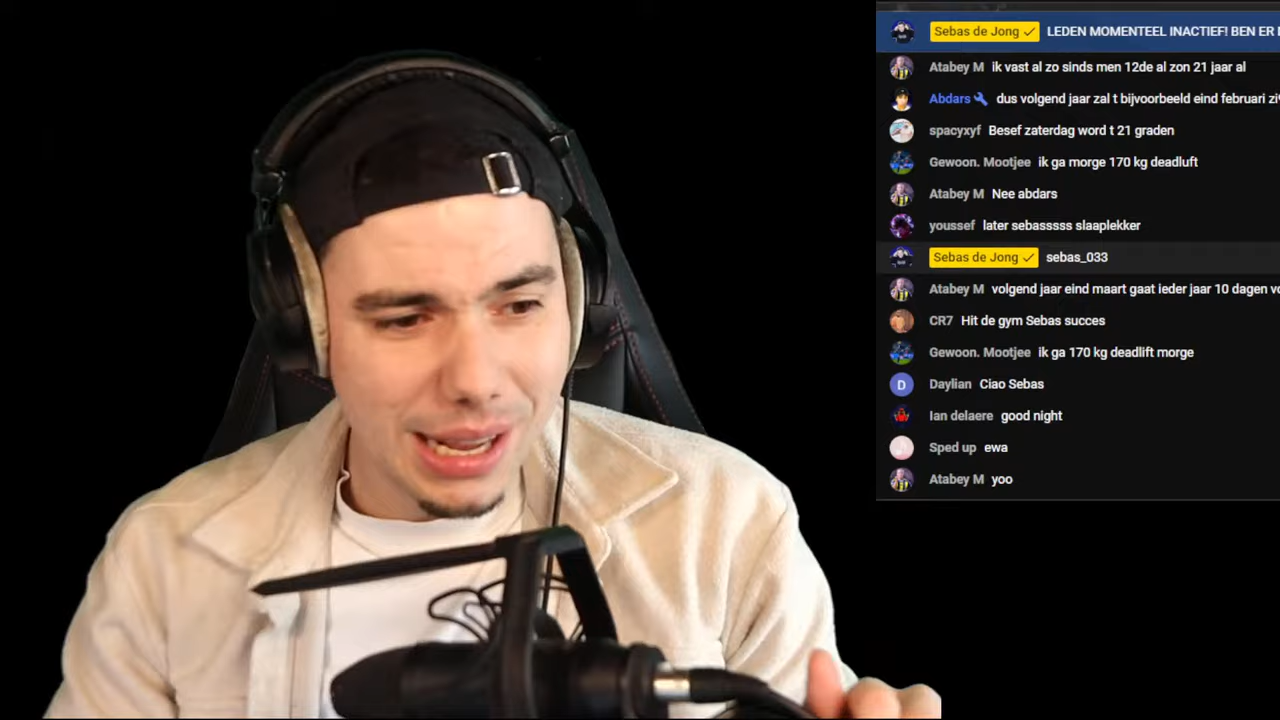 Sebas de Jong LEDEN MOMENTEEL INACTIEF! BEN ER
Atabey M ik vast al zo sinds men 12de al zon 21 jaar al
Abdars dus volgend jaar zal t bijvoorbeeld eind februari
spacyxyf Besef zaterdag word t 21 graden
Gewoon. Mootjee ik ga morge 170 kg deadluft
Atabey M Nee abdars
youssef later sebasssss slaaplekker
Sebas de Jong sebas_033
Atabey M volgend jaar eind maart gaat ieder jaar 10 dagen
CR7 Hit de gym Sebas succes
Gewoon. Mootjee ik ga 170 kg deadlift morge
D Daylian Ciao Sebas
Ian delaere good night
Sped up ewa
Atabey M yoo